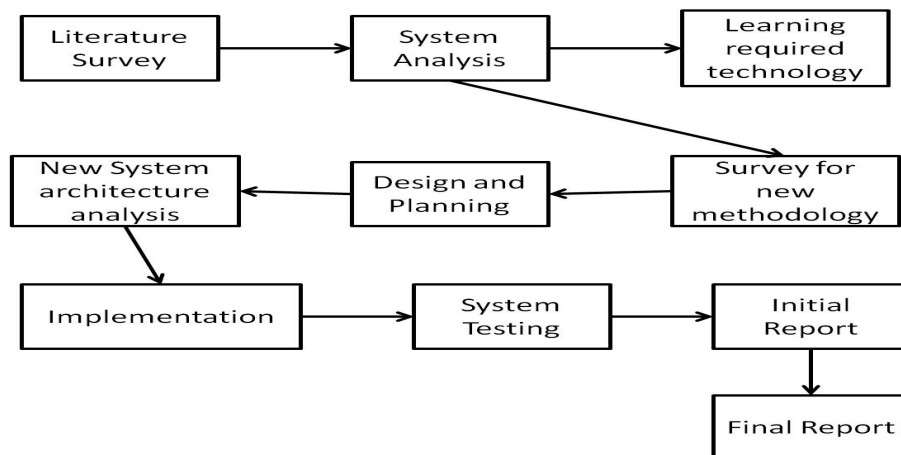 Literature
Survey
System
Analysis
Learning
required
technology
New System
architecture
analysis
Design and
Planning
Survey for
new
methodology
Implementation
System
Testing
Initial
Report
Final Report